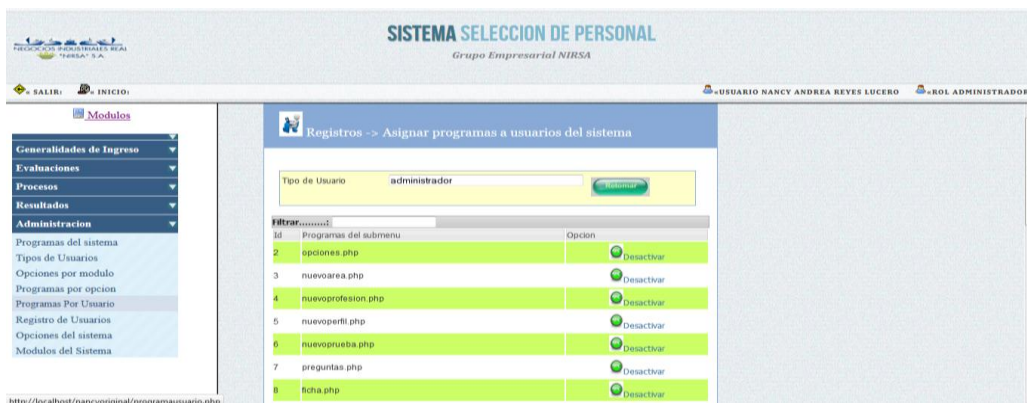 SISTEMA SELECCION DE PERSONAL
NEGOCIOS INDUSTRIALES REAL
"NIRSA" S.A.
Grupo Empresarial NIRSA
« SALIR: « INICIO:
«USUARIO NANCY ANDREA REYES LUCERO «ROL ADMINISTRADOR
Modulos
Generalidades de Ingreso
Evaluaciones
Procesos
Resultados
Administracion
Programas del sistema
Tipos de Usuarios
Opciones por modulo
Programas por opcion
Programas Por Usuario
Registro de Usuarios
Opciones del sistema
Modulos del Sistema
Registros -> Asignar programas a usuarios del sistema
Tipo de Usuario administrador Retornar
Filtrar.........:
Id Programas del submenu Opcion
2 opciones.php Desactivar
3 nuevoarea.php Desactivar
4 nuevoprofesion.php Desactivar
5 nuevoperfil.php Desactivar
6 nuevoprueba.php Desactivar
7 preguntas.php Desactivar
8 ficha.php Desactivar
http://localhost/nancyoriginal/programausuario.php